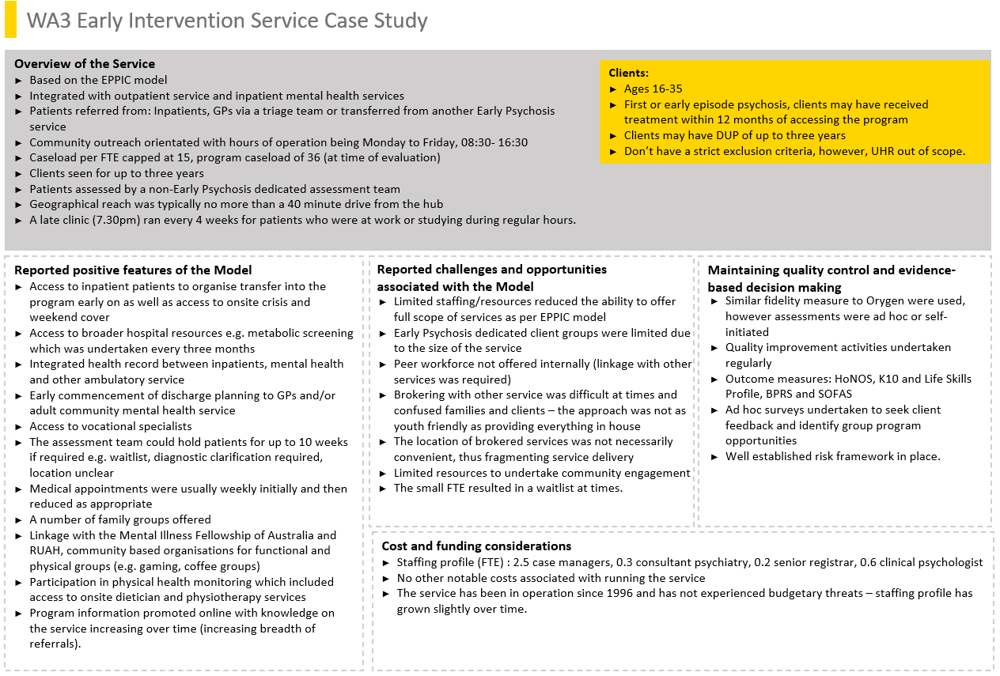 WA3 Early Intervention Service Case Study
Overview of the Service
► Based on the EPPIC model
► Integrated with outpatient service and inpatient mental health services
► Patients referred from: Inpatients, GPs via a triage team or transferred from another Early Psychosis
service
► Community outreach orientated with hours of operation being Monday to Friday, 08:30- 16:30
► Caseload per FTE capped at 15, program caseload of 36 (at time of evaluation)
► Clients seen for up to three years
► Patients assessed by a non-Early Psychosis dedicated assessment team
► Geographical reach was typically no more than a 40 minute drive from the hub
► A late clinic (7.30pm) ran every 4 weeks for patients who were at work or studying during regular hours.
Clients:
► Ages 16-35
► First or early episode psychosis, clients may have received
treatment within 12 months of accessing the program
► Clients may have DUP of up to three years
► Don’t have a strict exclusion criteria, however, UHR out of scope.
Reported positive features of the Model
► Access to inpatient patients to organise transfer into the
program early on as well as access to onsite crisis and
weekend cover
► Access to broader hospital resources e.g. metabolic screening
which was undertaken every three months
► Integrated health record between inpatients, mental health
and other ambulatory service
► Early commencement of discharge planning to GPs and/or
adult community mental health service
► Access to vocational specialists
► The assessment team could hold patients for up to 10 weeks
if required e.g. waitlist, diagnostic clarification required,
location unclear
► Medical appointments were usually weekly initially and then
reduced as appropriate
► A number of family groups offered
► Linkage with the Mental Illness Fellowship of Australia and
RUAH, community based organisations for functional and
physical groups (e.g. gaming, coffee groups)
► Participation in physical health monitoring which included
access to onsite dietician and physiotherapy services
► Program information promoted online with knowledge on
the service increasing over time (increasing breadth of
referrals).
Reported challenges and opportunities
associated with the Model
► Limited staffing/resources reduced the ability to offer
full scope of services as per EPPIC model
► Early Psychosis dedicated client groups were limited due
to the size of the service
► Peer workforce not offered internally (linkage with other
services was required)
► Brokering with other service was difficult at times and
confused families and clients – the approach was not as
youth friendly as providing everything in house
► The location of brokered services was not necessarily
convenient, thus fragmenting service delivery
► Limited resources to undertake community engagement
► The small FTE resulted in a waitlist at times.
Maintaining quality control and evidence-
based decision making
► Similar fidelity measure to Orygen were used,
however assessments were ad hoc or self-
initiated
► Quality improvement activities undertaken
regularly
► Outcome measures: HoNOS, K10 and Life Skills
Profile, BPRS and SOFAS
► Ad hoc surveys undertaken to seek client
feedback and identify group program
opportunities
► Well established risk framework in place.
Cost and funding considerations
► Staffing profile (FTE) : 2.5 case managers, 0.3 consultant psychiatry, 0.2 senior registrar, 0.6 clinical psychologist
► No other notable costs associated with running the service
► The service has been in operation since 1996 and has not experienced budgetary threats – staffing profile has
grown slightly over time.